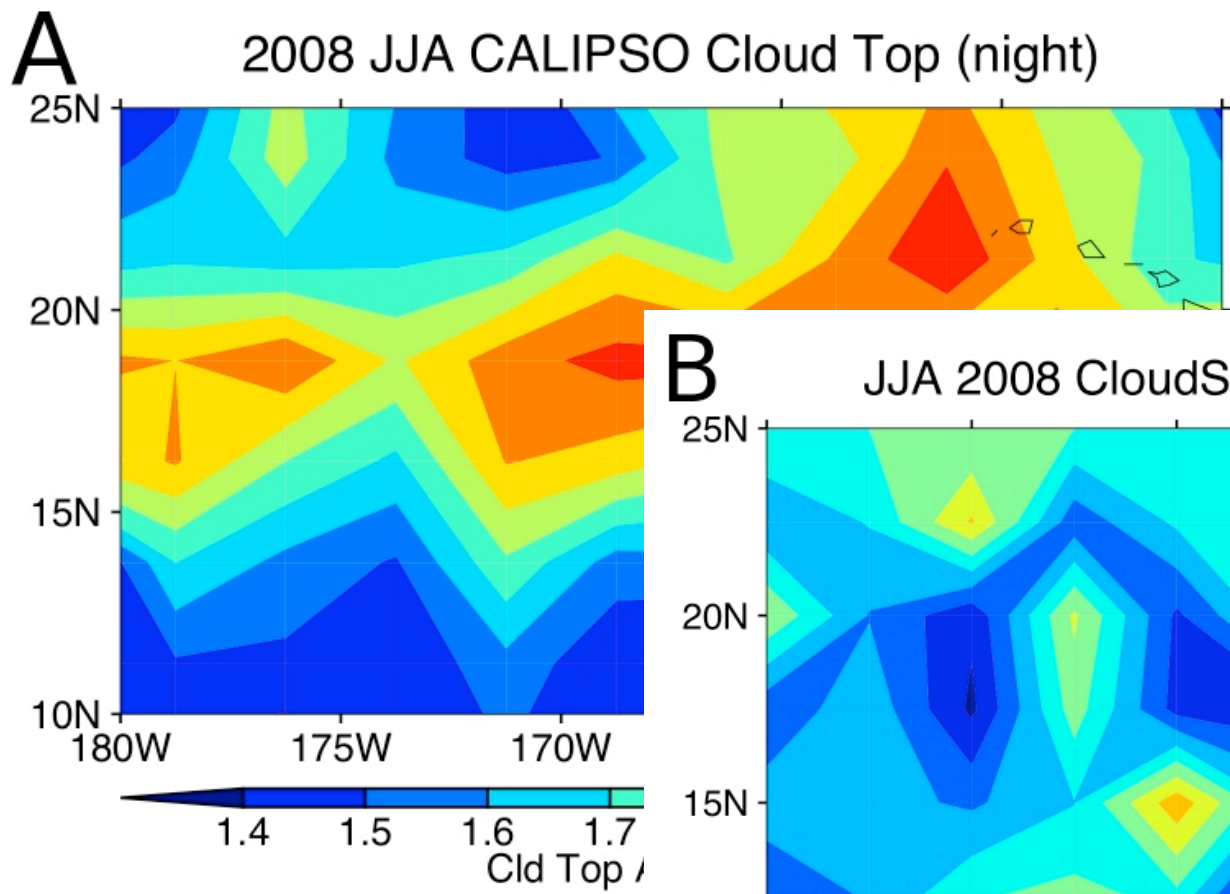 A
2008 JJA CALIPSO Cloud Top (night)
25N
20N
15N
10N
180W 175W 170W
1.4 1.5 1.6 1.7
Cld Top
B
JJA 2008 CloudS
25N
20N
15N